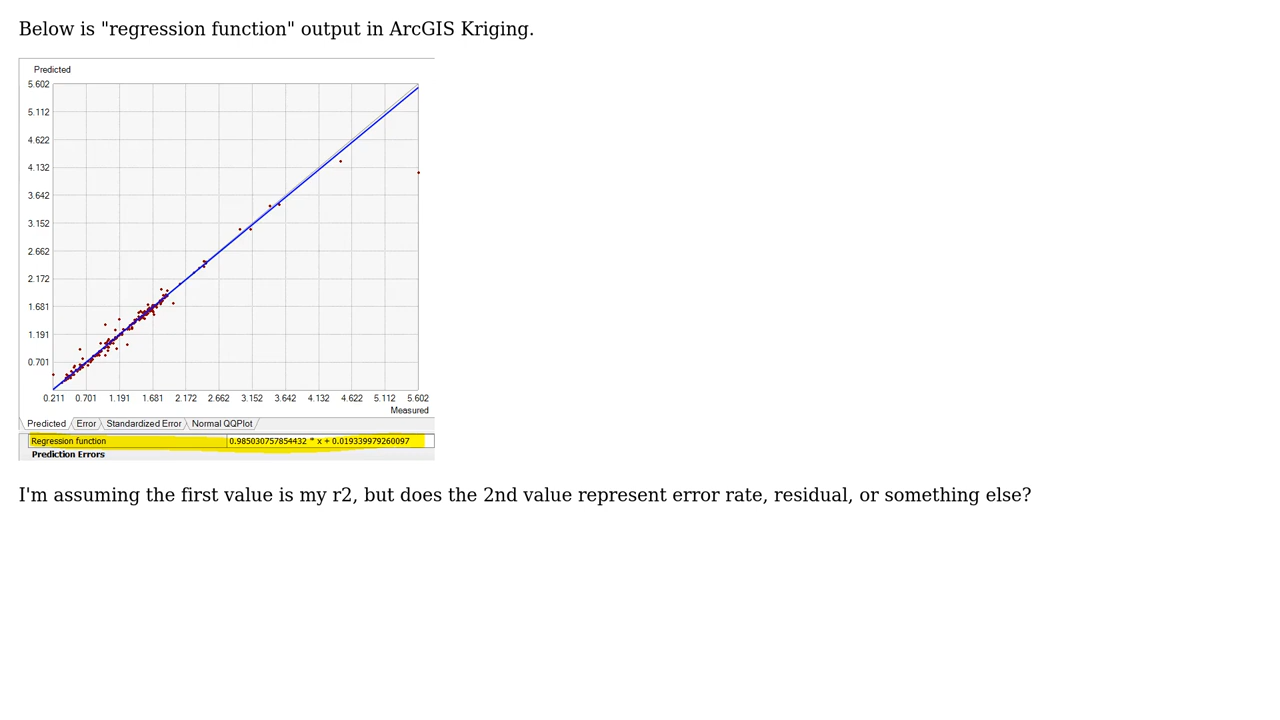 Below is "regression function" output in ArcGIS Kriging.
Predicted
5.602
5.112
4.622
4.132
3.642
3.152
2.662
2.172
1.681
1.191
0.701
0.211 0.701 1.191 1.681 2.172 2.662 3.152 3.642 4.132 4.622 5.112 5.602
Measured
Predicted Error Standardized Error Normal QQPlot
Regression function 0.985030757854432 * x + 0.019339979260097
Prediction Errors
I'm assuming the first value is my r2, but does the 2nd value represent error rate, residual, or something else?